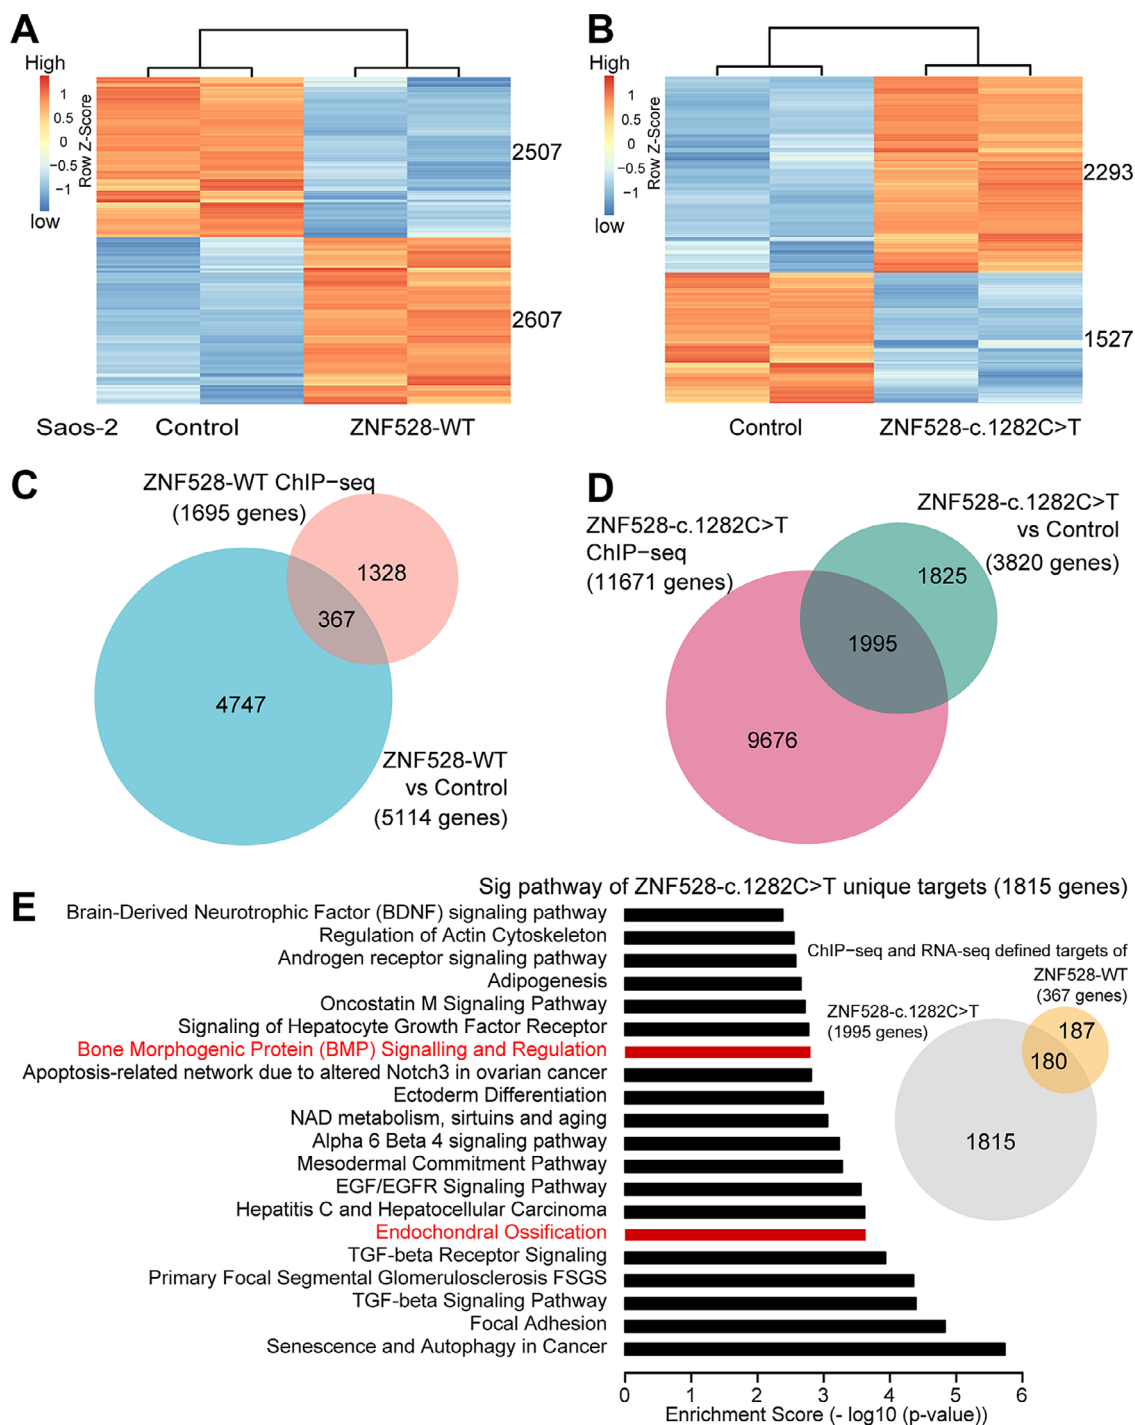 A
High
1
0.5
0
−0.5
−1
Row Z-Score
low
2507
2607
Saos-2
Control
ZNF528-WT
B
High
1
0.5
0
−0.5
−1
Row Z-Score
low
2293
1527
Control
ZNF528-c.1282C>T
C
ZNF528-WT ChIP−seq
(1695 genes)
1328
367
4747
ZNF528-WT
vs Control
(5114 genes)
D
ZNF528-c.1282C>T
ChIP−seq
(11671 genes)
ZNF528-c.1282C>T
vs Control
(3820 genes)
1825
1995
9676
E
Sig pathway of ZNF528-c.1282C>T unique targets (1815 genes)
Brain-Derived Neurotrophic Factor (BDNF) signaling pathway
Regulation of Actin Cytoskeleton
Androgen receptor signaling pathway
Adipogenesis
Oncostatin M Signaling Pathway
Signaling of Hepatocyte Growth Factor Receptor
Bone Morphogenic Protein (BMP) Signalling and Regulation
Apoptosis-related network due to altered Notch3 in ovarian cancer
Ectoderm Differentiation
NAD metabolism, sirtuins and aging
Alpha 6 Beta 4 signaling pathway
Mesodermal Commitment Pathway
EGF/EGFR Signaling Pathway
Hepatitis C and Hepatocellular Carcinoma
Endochondral Ossification
TGF-beta Receptor Signaling
Primary Focal Segmental Glomerulosclerosis FSGS
TGF-beta Signaling Pathway
Focal Adhesion
Senescence and Autophagy in Cancer
0 1 2 3 4 5 6
Enrichment Score (- log10 (p-value))
ChIP−seq and RNA-seq defined targets of
ZNF528-WT
(367 genes)
ZNF528-c.1282C>T
(1995 genes)
187
180
1815